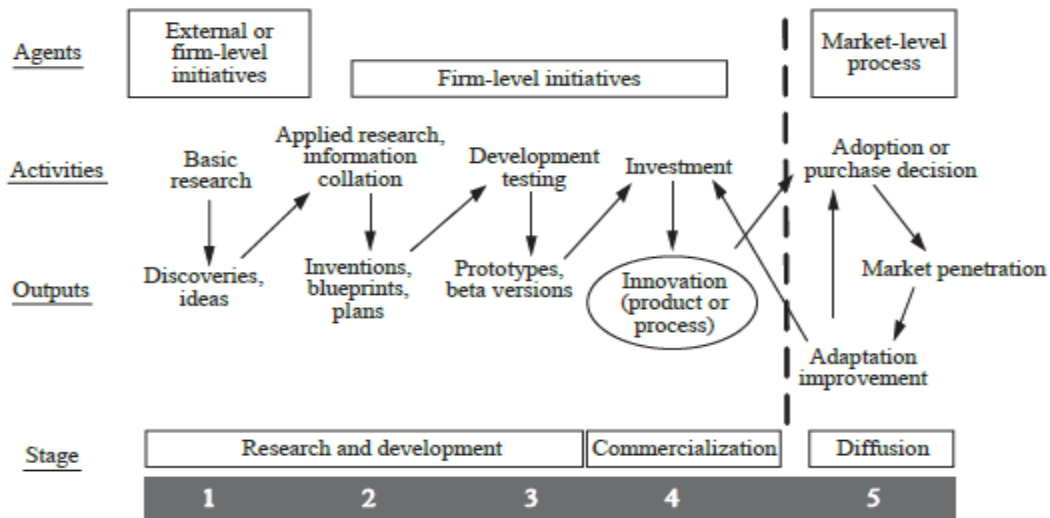 Agents
External or
firm-level
initiatives
Firm-level initiatives
Market-level
process
Activities
Basic
research
Applied research,
information
collation
Development
testing
Investment
Adoption or
purchase decision
Outputs
Discoveries,
ideas
Inventions,
blueprints,
plans
Prototypes,
beta versions
Innovation
(product or
process)
Market penetration
Adaptation
improvement
Stage
Research and development
Commercialization
Diffusion
1 2 3 4 5